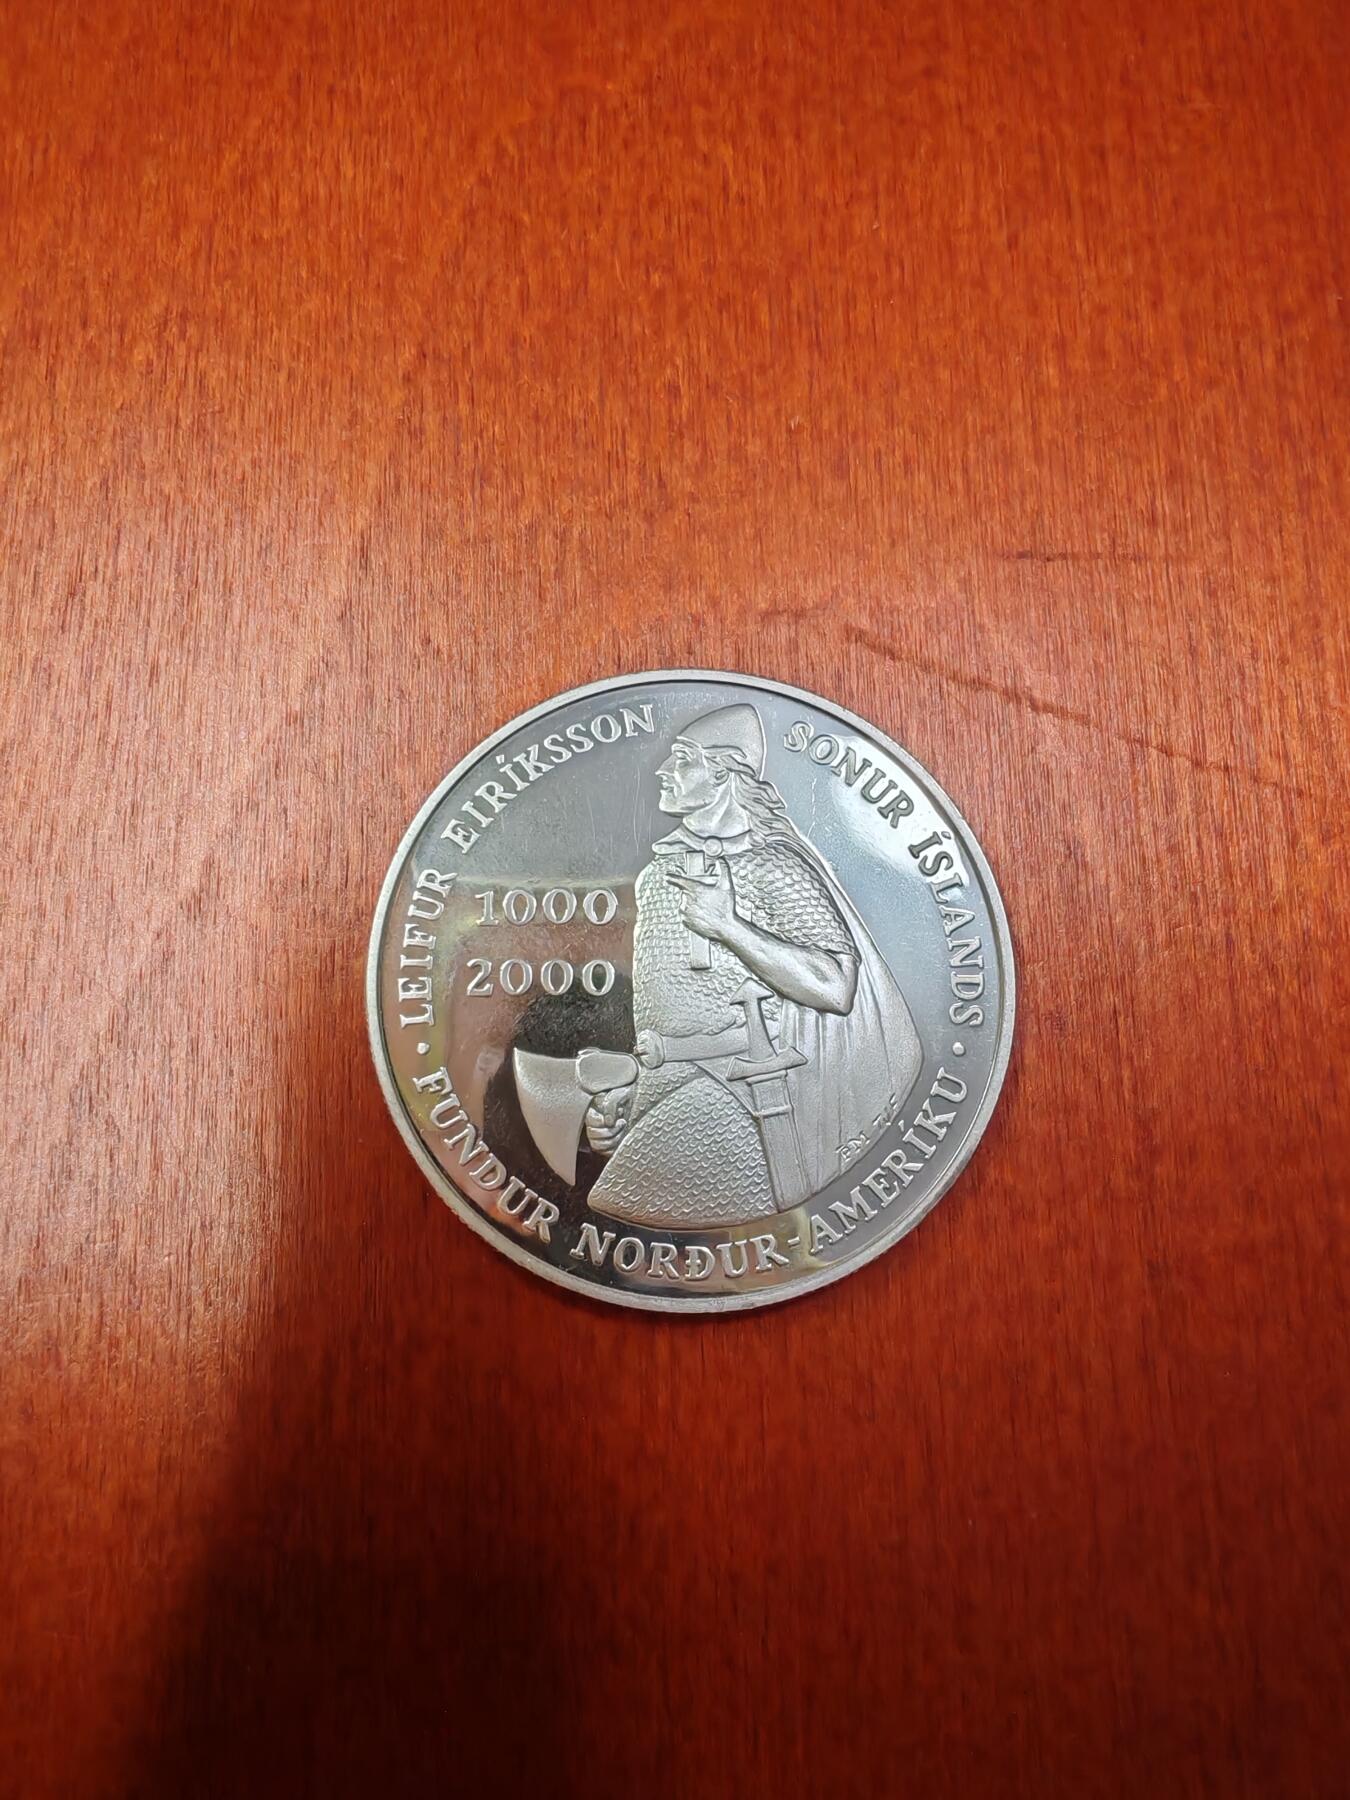 · LEIFUR EIRÍKSSON SONUR ÍSLANDS ·
1000
2000
FUNDUR NORÐUR-AMERÍKU